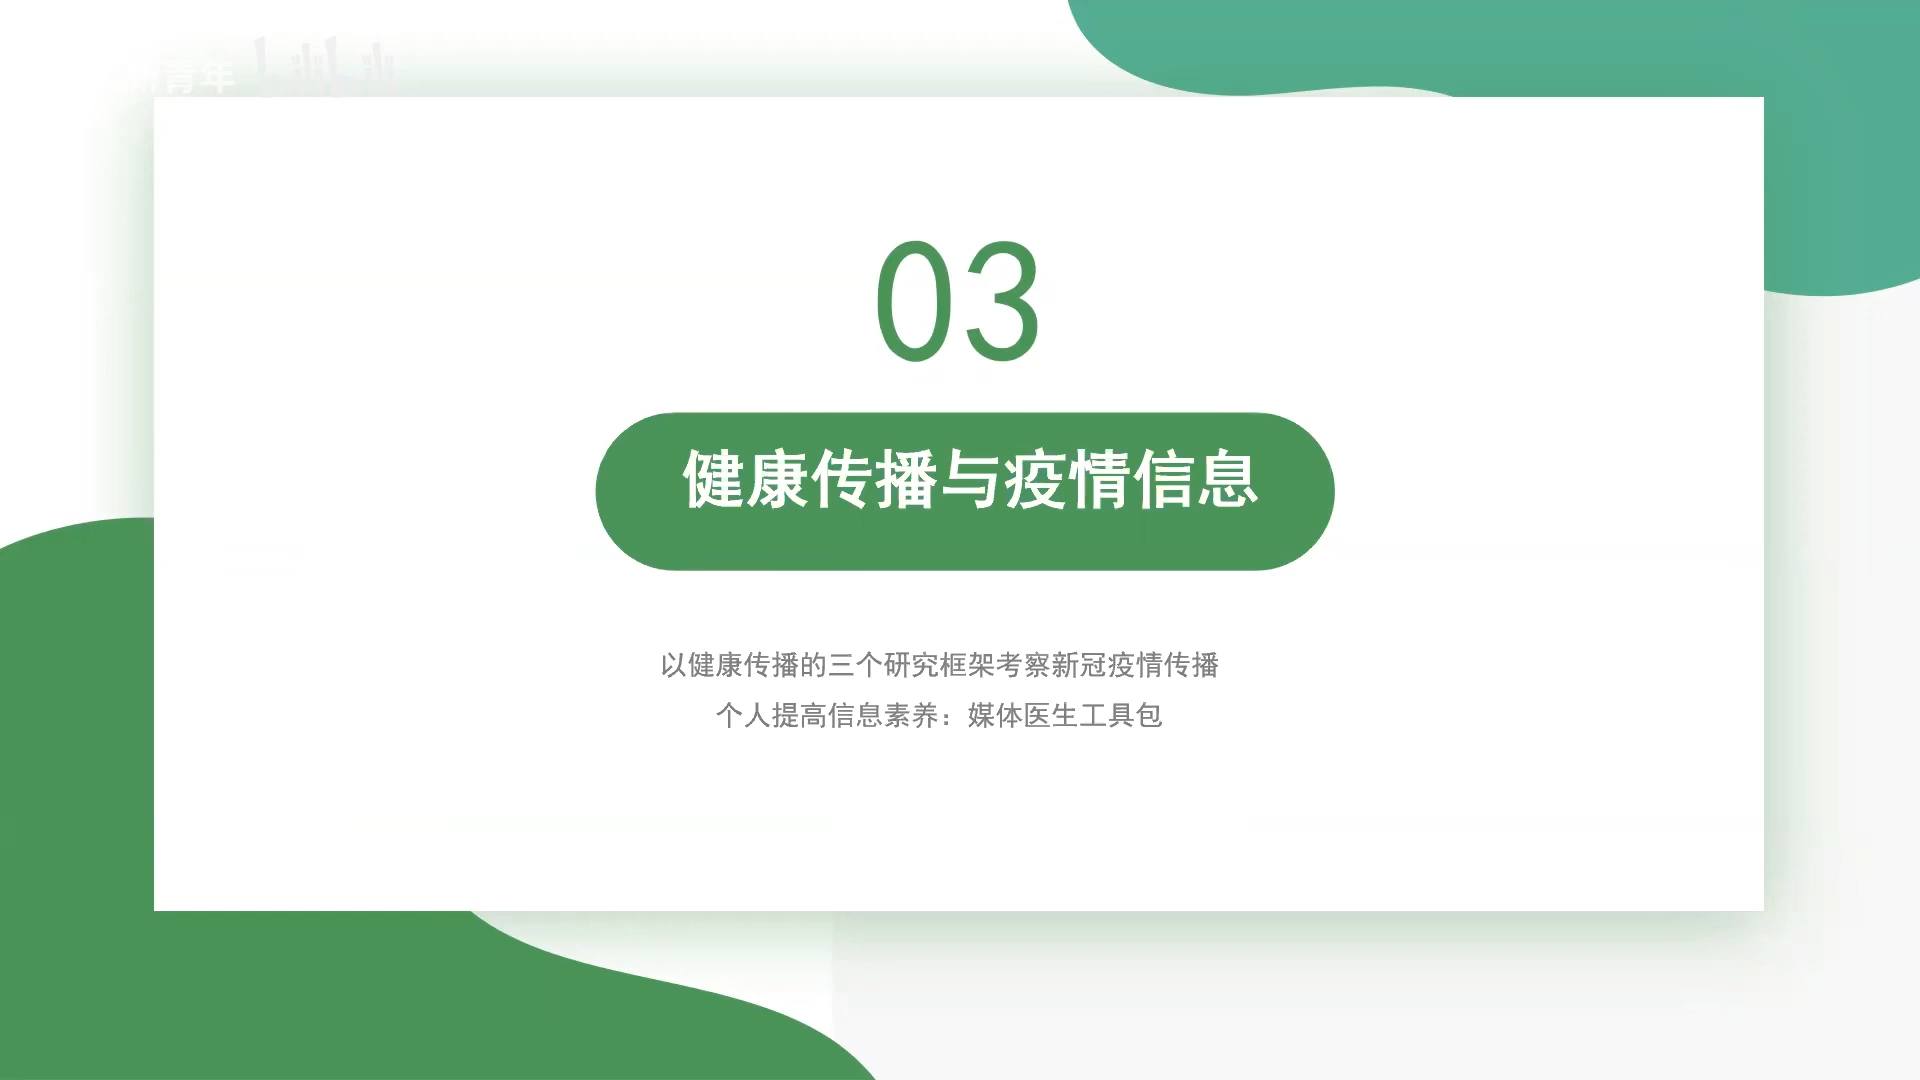 青年
03
健康传播与疫情信息
以健康传播的三个研究框架考察新冠疫情传播
个人提高信息素养：媒体医生工具包